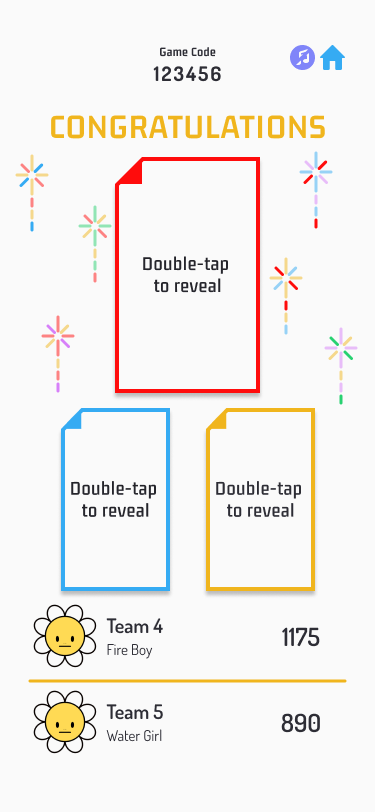 Game Code
123456
CONGRATULATIONS
Double-tap
to reveal
Double-tap
to reveal
Double-tap
to reveal
Team 4
Fire Boy
1175
Team 5
Water Girl
890